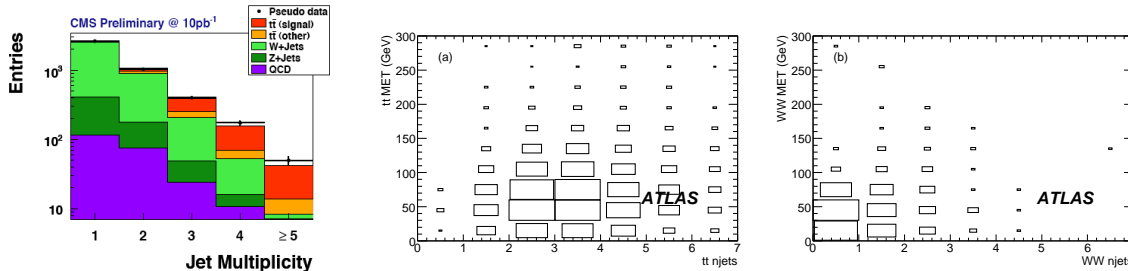 CMS Preliminary @ 10pb-1
Pseudo data
tt̄ (signal)
tt̄ (other)
W+Jets
Z+Jets
QCD
Entries
10³
10²
10
1 2 3 4 ≥ 5
Jet Multiplicity
tt MET (GeV)
300
250
200
150
100
50
0
(a)
ATLAS
0 1 2 3 4 5 6 7
tt njets
WW MET (GeV)
300
250
200
150
100
50
0
(b)
ATLAS
0 1 2 3 4 5 6 7
WW njets